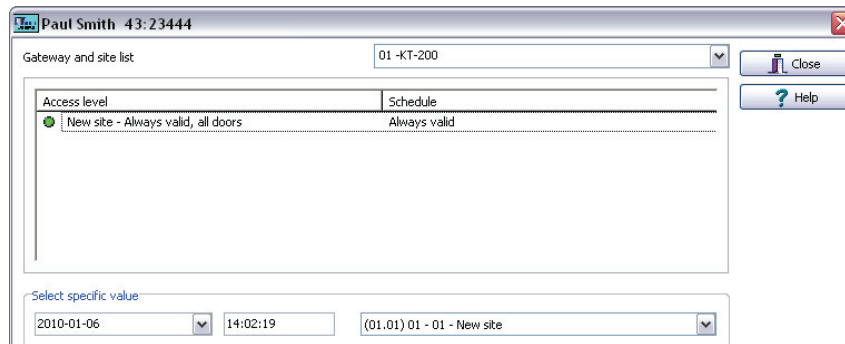 Paul Smith 43:23444
Gateway and site list
01 -KT-200
Close
Help
Access level Schedule
New site - Always valid, all doors Always valid
Select specific value
2010-01-06 14:02:19 (01.01) 01 - 01 - New site